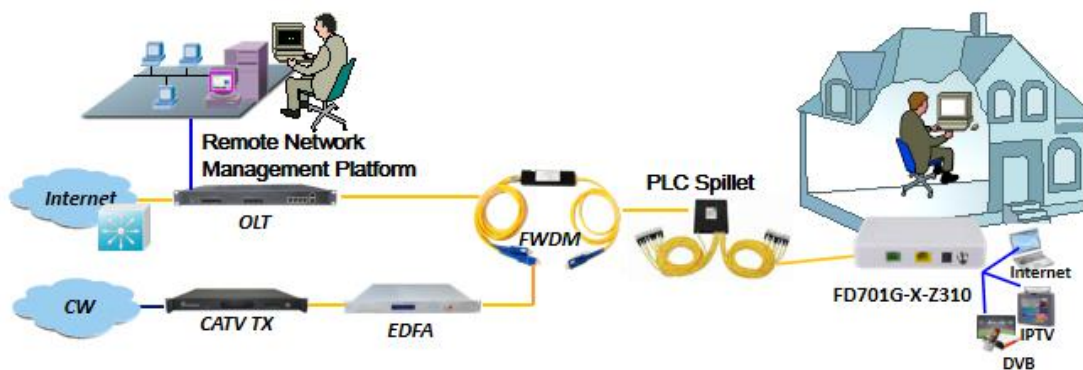 Remote Network
Management Platform
Internet
OLT
FWDM
PLC Spillet
CW
CATV TX
EDFA
FD701G-X-Z310
Internet
IPTV
DVB